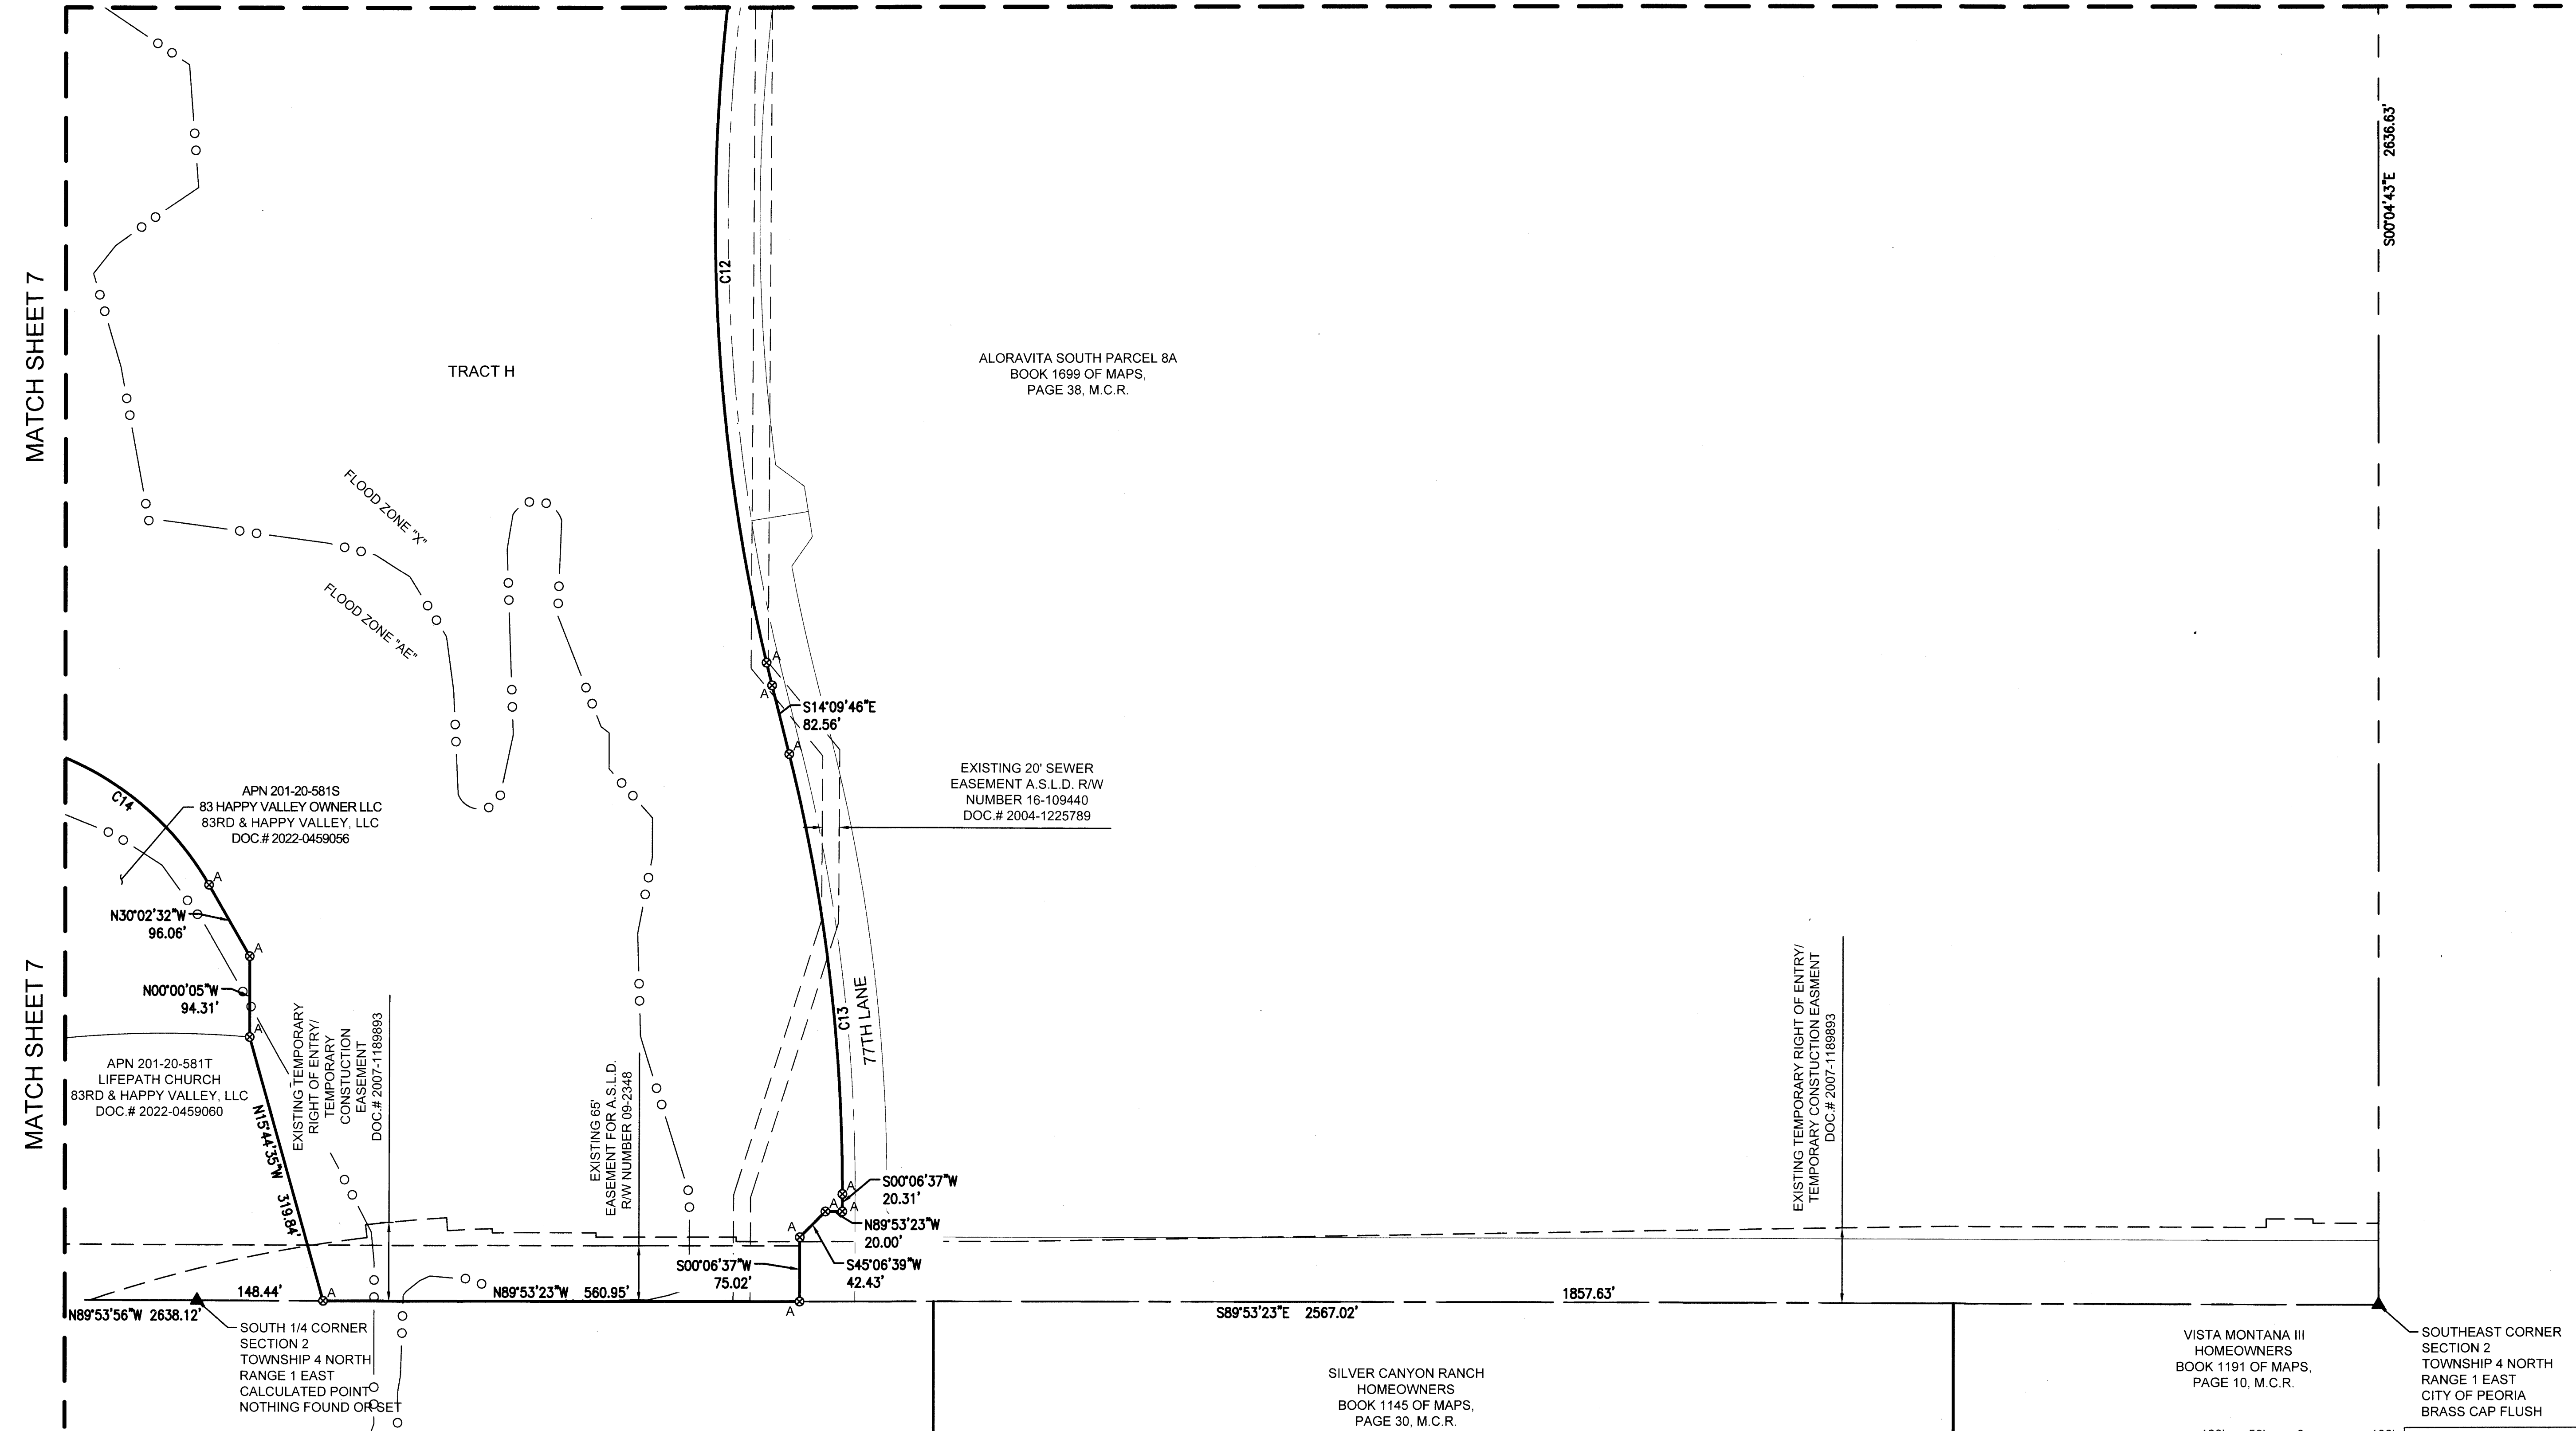 MATCH SHEET 7
MATCH SHEET 7
TRACT H
C12
ALORAVITA SOUTH PARCEL 8A
BOOK 1699 OF MAPS,
PAGE 38, M.C.R.
S00°04'43"E 2636.63'
FLOOD ZONE "X"
FLOOD ZONE "AE"
A
A
S14°09'46"E
82.56'
A
EXISTING 20' SEWER
EASEMENT A.S.L.D. R/W
NUMBER 16-109440
DOC.# 2004-1225789
C14
APN 201-20-581S
83 HAPPY VALLEY OWNER LLC
83RD & HAPPY VALLEY, LLC
DOC.# 2022-0459056
A
N30°02'32"W
96.06'
A
N00°00'05"W
94.31'
A
APN 201-20-581T
LIFEPATH CHURCH
83RD & HAPPY VALLEY, LLC
DOC.# 2022-0459060
N15°44'35"W 319.84'
EXISTING TEMPORARY
RIGHT OF ENTRY/
TEMPORARY
CONSTUCTION
EASEMENT
DOC.# 2007-1189893
EXISTING 65'
EASEMENT FOR A.S.L.D.
R/W NUMBER 09-2348
C13
77TH LANE
EXISTING TEMPORARY RIGHT OF ENTRY/
TEMPORARY CONSTUCTION EASMENT
DOC.# 2007-1189893
A
S00°06'37"W
20.31'
A
A
N89°53'23"W
20.00'
A
S45°06'39"W
42.43'
S00°06'37"W
75.02'
A
148.44'
A
N89°53'23"W 560.95'
1857.63'
N89°53'56"W 2638.12'
S89°53'23"E 2567.02'
SOUTH 1/4 CORNER
SECTION 2
TOWNSHIP 4 NORTH
RANGE 1 EAST
CALCULATED POINT
NOTHING FOUND OR SET
SILVER CANYON RANCH
HOMEOWNERS
BOOK 1145 OF MAPS,
PAGE 30, M.C.R.
VISTA MONTANA III
HOMEOWNERS
BOOK 1191 OF MAPS,
PAGE 10, M.C.R.
SOUTHEAST CORNER
SECTION 2
TOWNSHIP 4 NORTH
RANGE 1 EAST
CITY OF PEORIA
BRASS CAP FLUSH